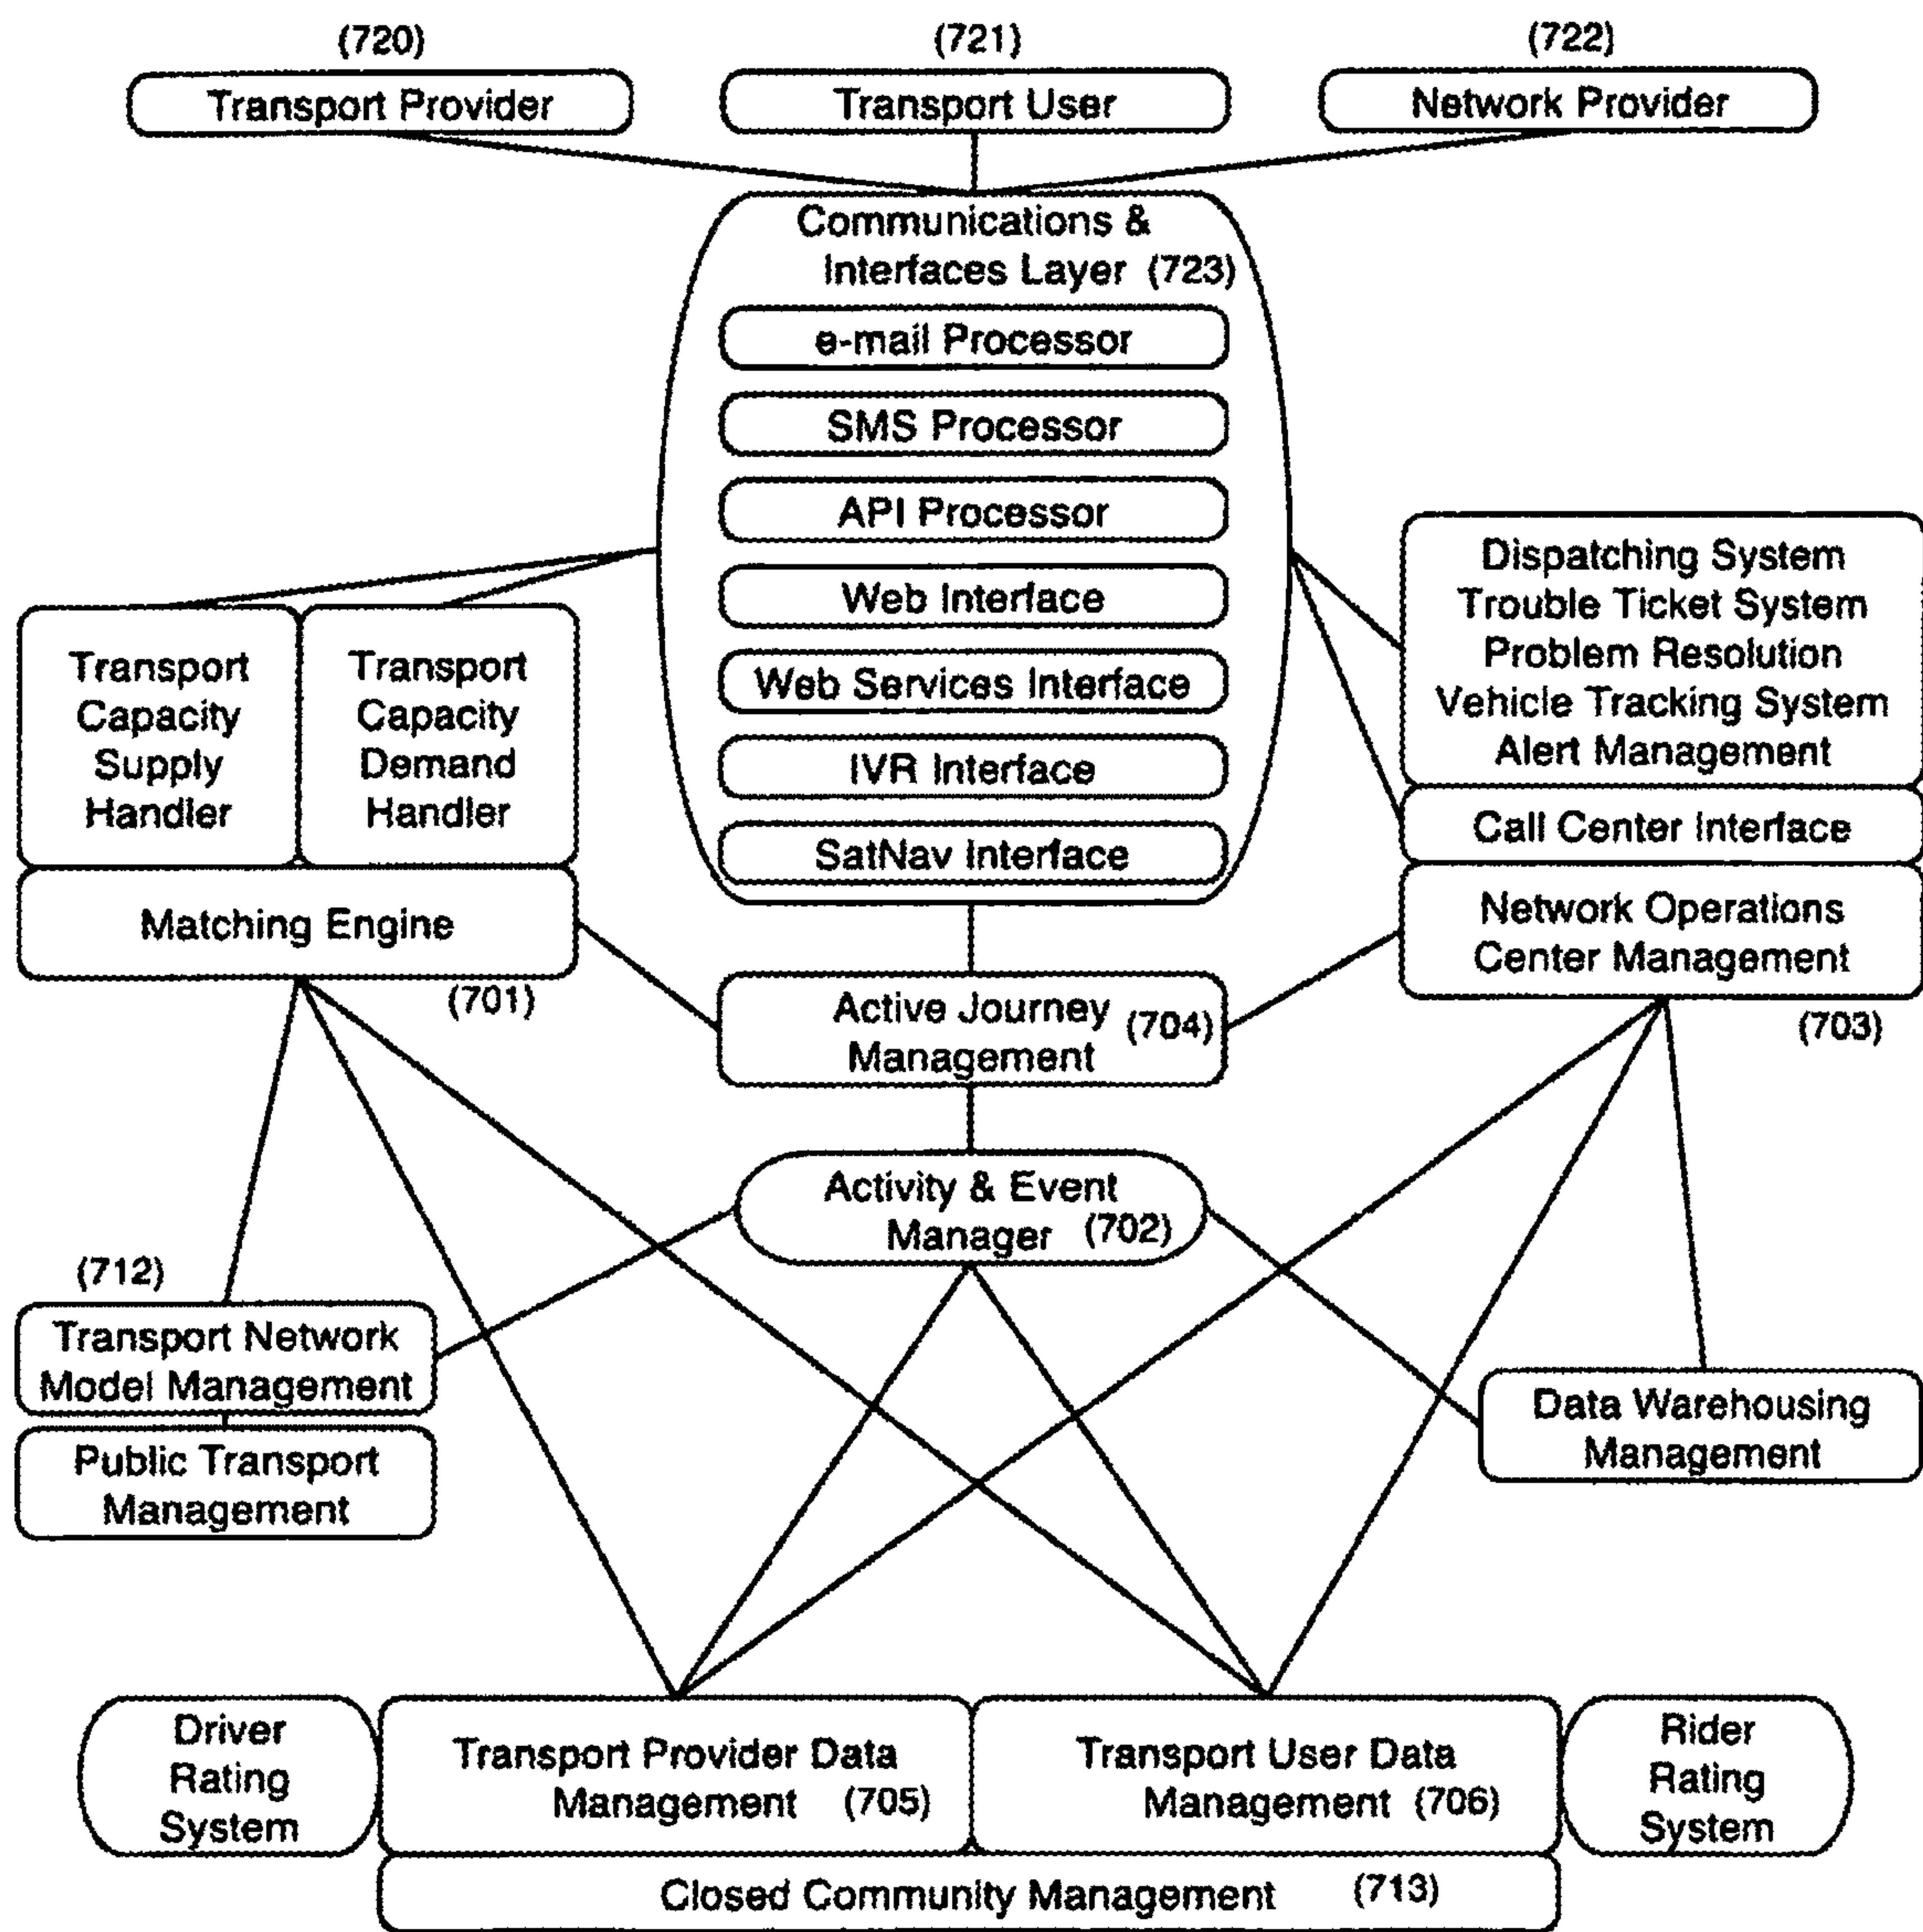 (720)
(721)
(722)
Transport Provider
Transport User
Network Provider
Communications &
Interfaces Layer (723)
e-mail Processor
SMS Processor
API Processor
Web Interface
Web Services Interface
IVR Interface
SatNav Interface
Transport
Capacity
Supply
Handler
Transport
Capacity
Demand
Handler
Matching Engine
(701)
Dispatching System
Trouble Ticket System
Problem Resolution
Vehicle Tracking System
Alert Management
Call Center Interface
Network Operations
Center Management
(703)
Active Journey
Management (704)
Activity & Event
Manager (702)
(712)
Transport Network
Model Management
Public Transport
Management
Data Warehousing
Management
Driver
Rating
System
Transport Provider Data
Management (705)
Transport User Data
Management (706)
Rider
Rating
System
Closed Community Management (713)